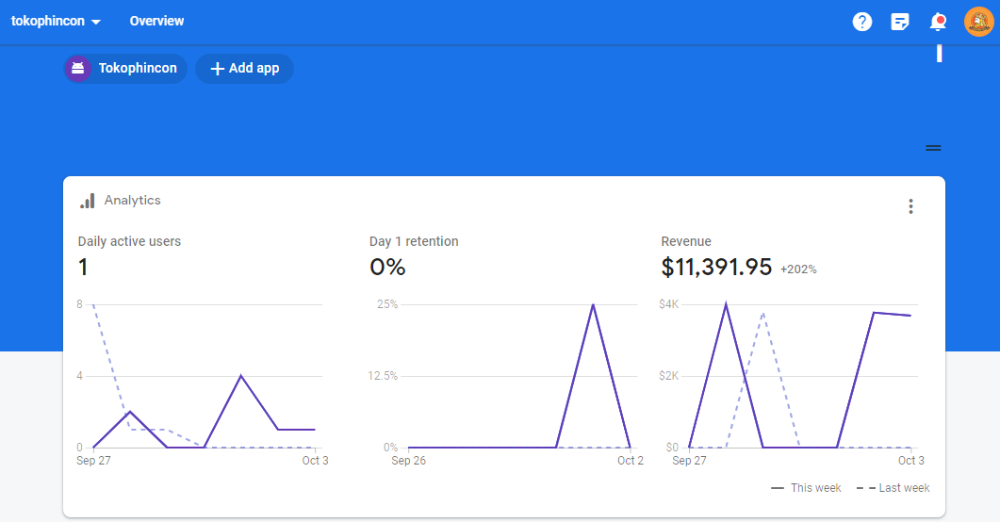 tokophincon Overview
Tokophincon Add app
Analytics
Daily active users Day 1 retention Revenue
1 0% $11,391.95 +202%
8 25% $4K
4 12.5% $2K
0 0% $0
Sep 27 Oct 3 Sep 26 Oct 2 Sep 27 Oct 3
This week Last week